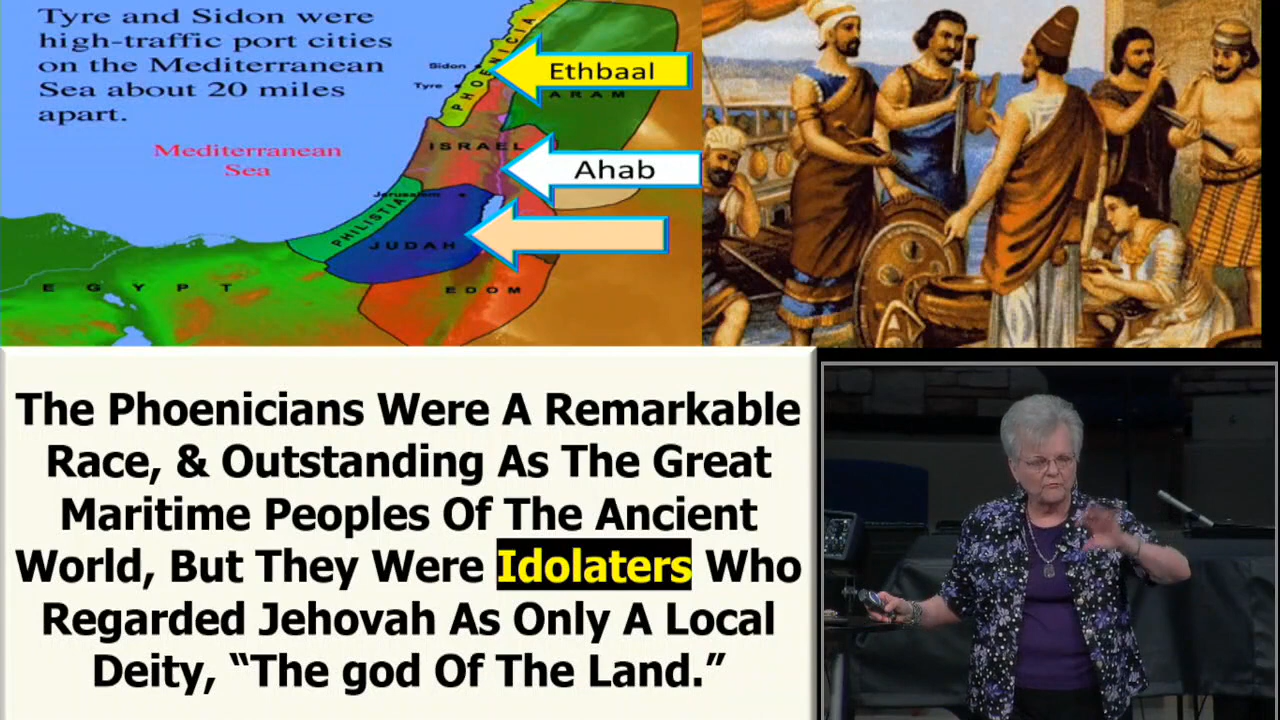 Tyre and Sidon were
high-traffic port cities
on the Mediterranean
Sea about 20 miles
apart.
Mediterranean
Sea
Sidon
Tyre
PHOENICIA
Ethbaal
ARAM
ISRAEL
Ahab
Jerusalem
PHILISTIA
JUDAH
EGYPT
EDOM
The Phoenicians Were A Remarkable
Race, & Outstanding As The Great
Maritime Peoples Of The Ancient
World, But They Were Idolaters Who
Regarded Jehovah As Only A Local
Deity, “The god Of The Land.”